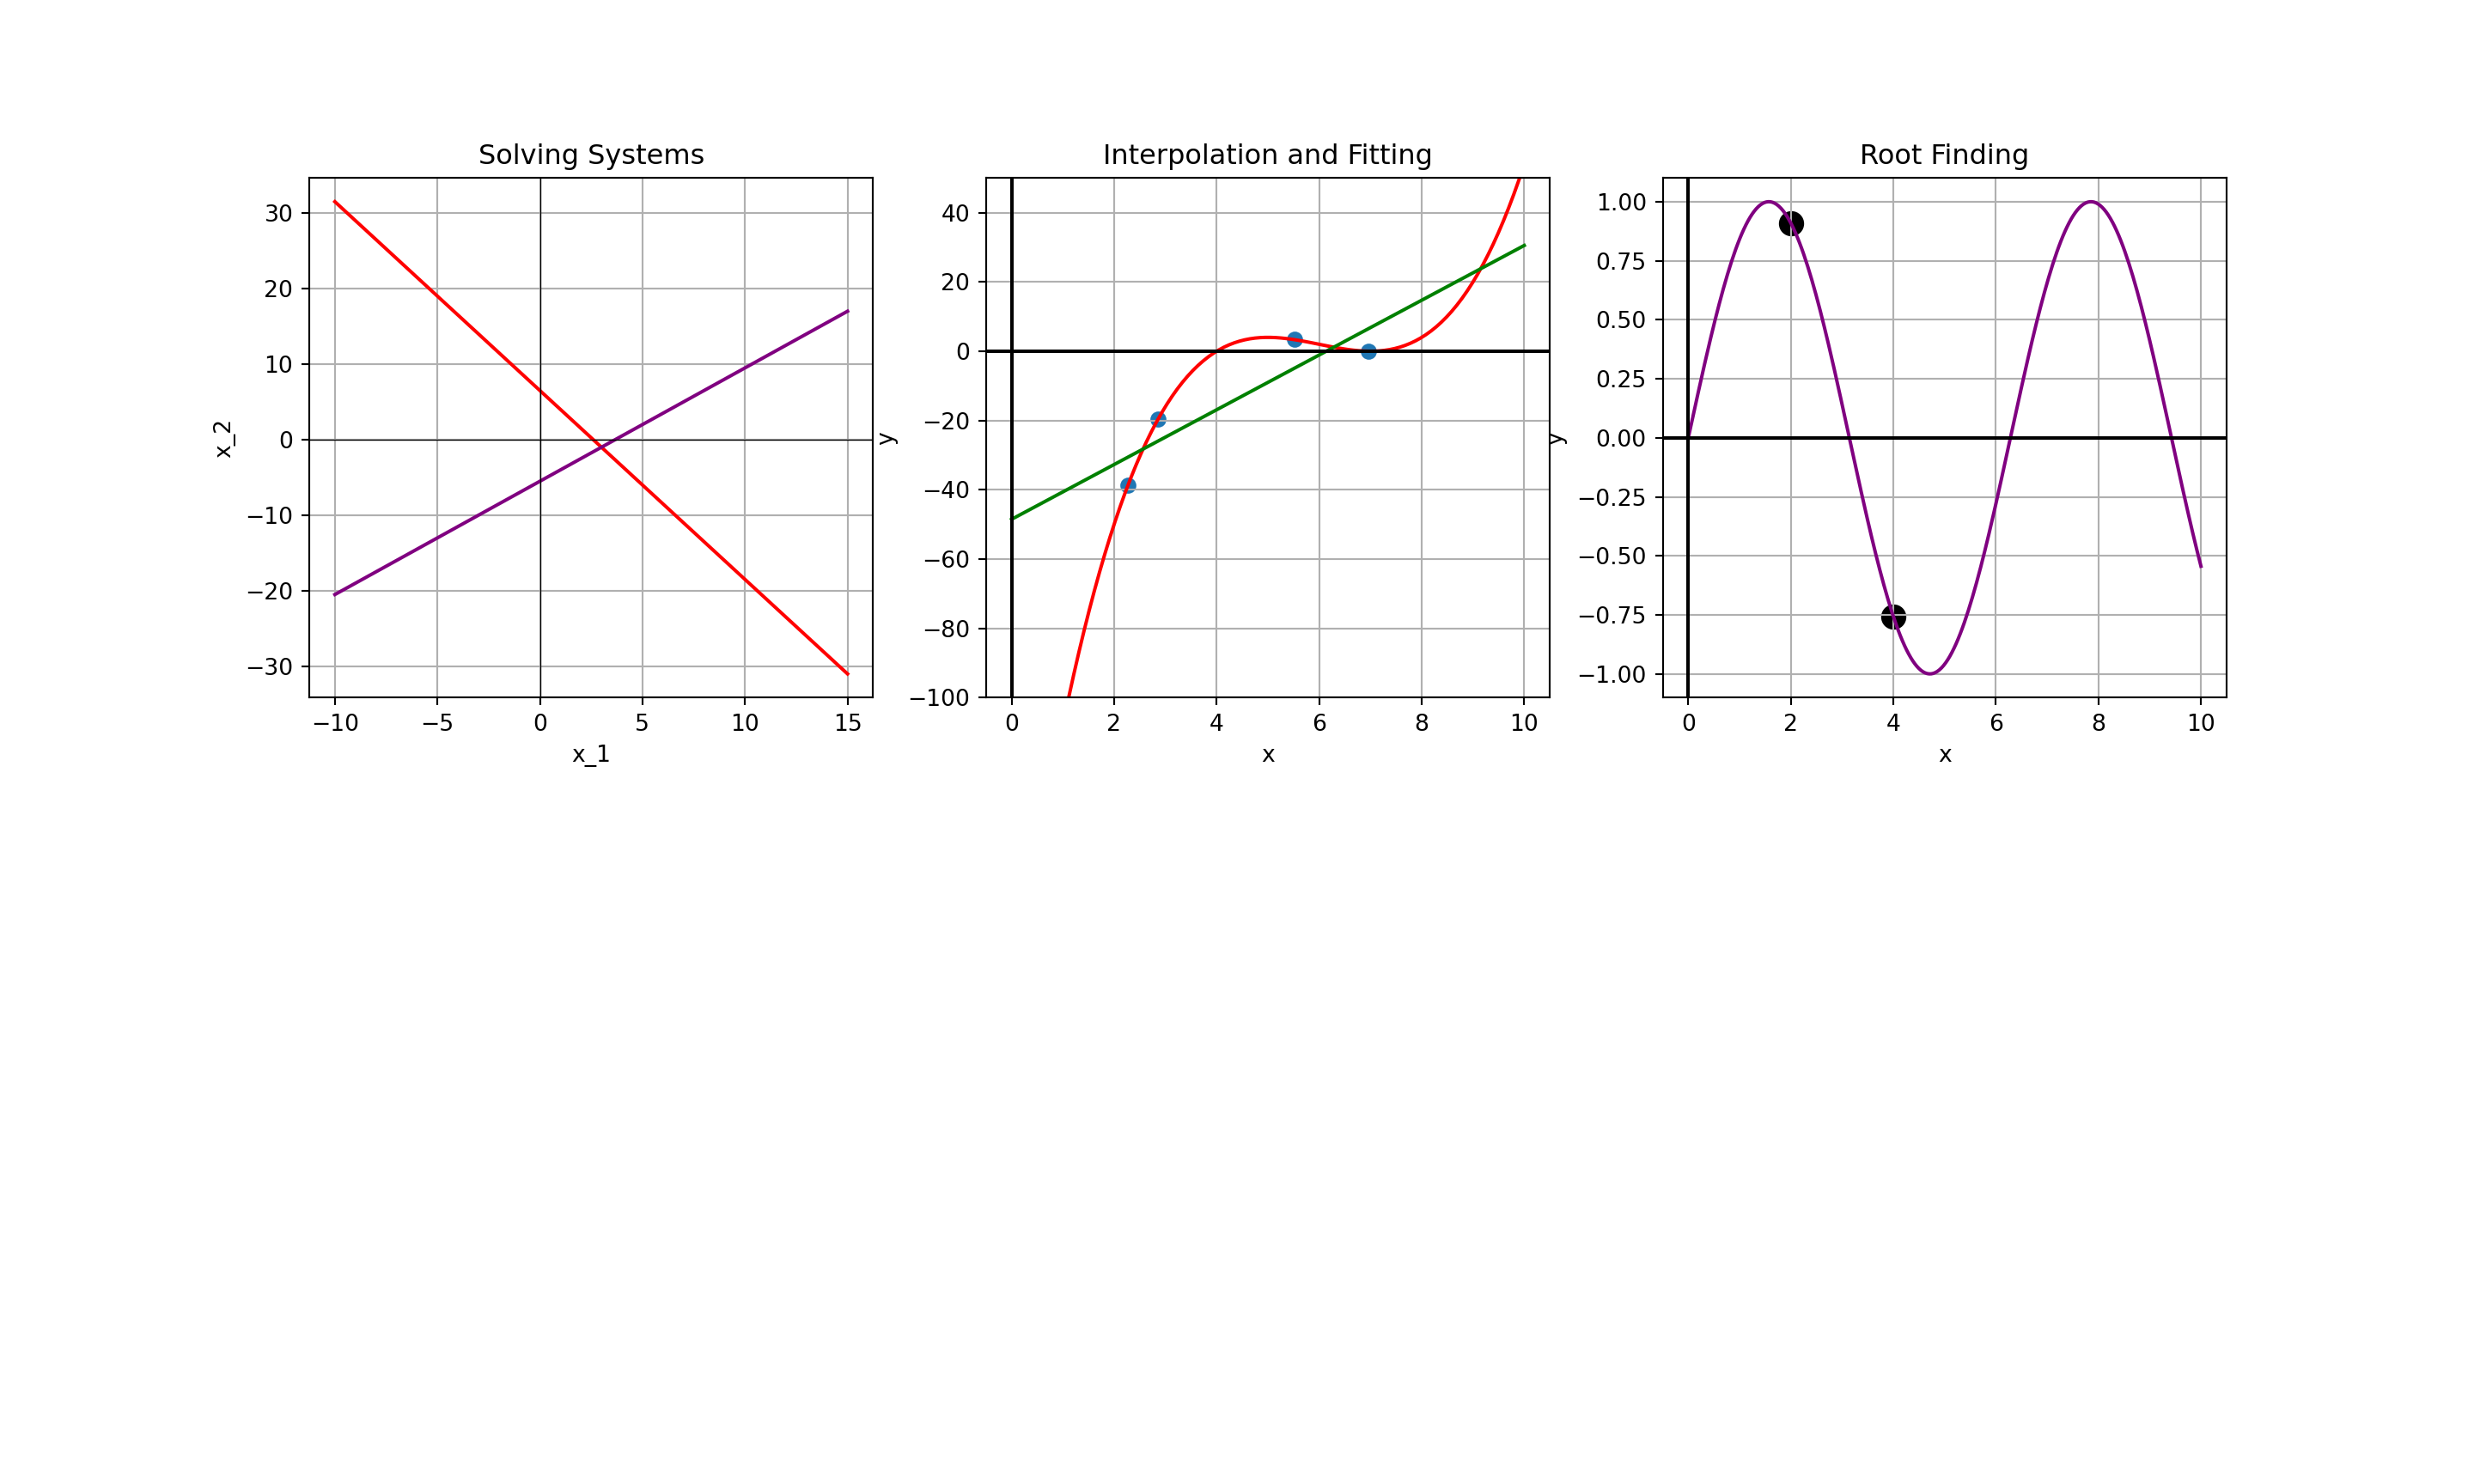 Solving Systems
30
20
10
0
−10
−20
−30
x_2
−10 −5 0 5 10 15
x_1
Interpolation and Fitting
40
20
0
−20
−40
−60
−80
−100
y
0 2 4 6 8 10
x
Root Finding
1.00
0.75
0.50
0.25
0.00
−0.25
−0.50
−0.75
−1.00
y
0 2 4 6 8 10
x